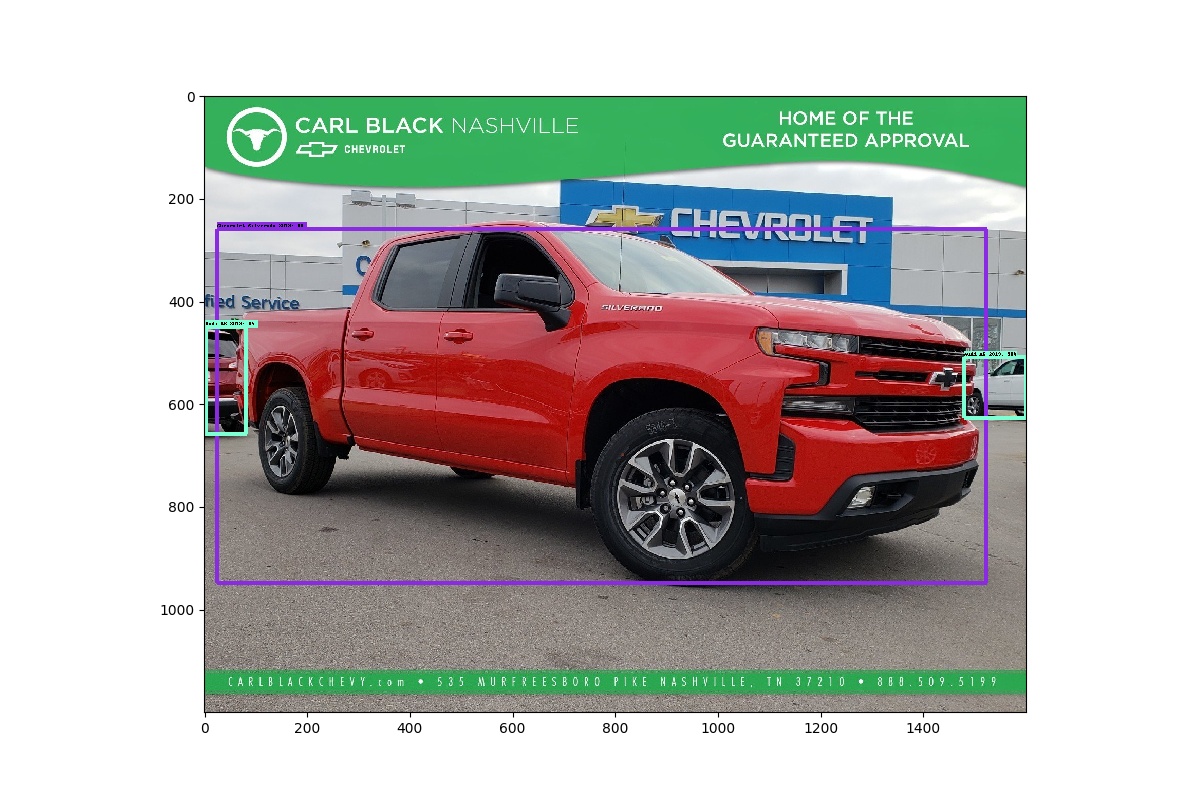 0
200
400
600
800
1000
0 200 400 600 800 1000 1200 1400
CARL BLACK NASHVILLE
CHEVROLET
HOME OF THE
GUARANTEED APPROVAL
CHEVROLET
C
fied Service
SILVERADO
CARLBLACKCHEVY.com • 535 MURFREESBORO PIKE NASHVILLE, TN 37210 • 888.509.5199